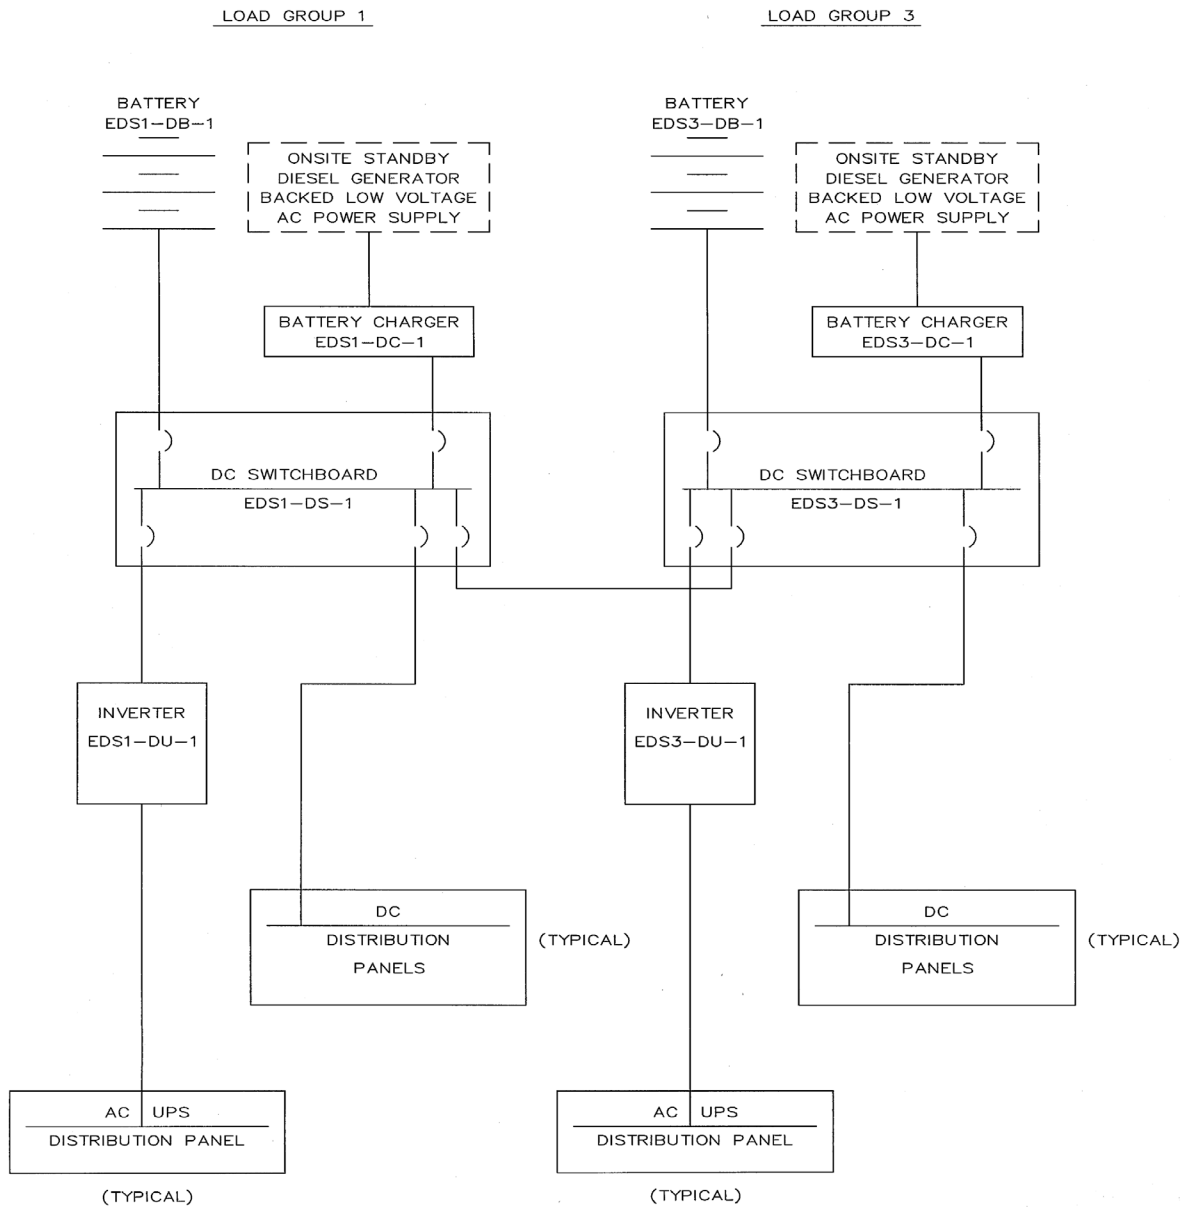 LOAD GROUP 1
LOAD GROUP 3
BATTERY
EDS1-DB-1
ONSITE STANDBY
DIESEL GENERATOR
BACKED LOW VOLTAGE
AC POWER SUPPLY
BATTERY
EDS3-DB-1
ONSITE STANDBY
DIESEL GENERATOR
BACKED LOW VOLTAGE
AC POWER SUPPLY
BATTERY CHARGER
EDS1-DC-1
BATTERY CHARGER
EDS3-DC-1
DC SWITCHBOARD
EDS1-DS-1
DC SWITCHBOARD
EDS3-DS-1
INVERTER
EDS1-DU-1
INVERTER
EDS3-DU-1
DC
DISTRIBUTION
PANELS
(TYPICAL)
DC
DISTRIBUTION
PANELS
(TYPICAL)
AC UPS
DISTRIBUTION PANEL
(TYPICAL)
AC UPS
DISTRIBUTION PANEL
(TYPICAL)